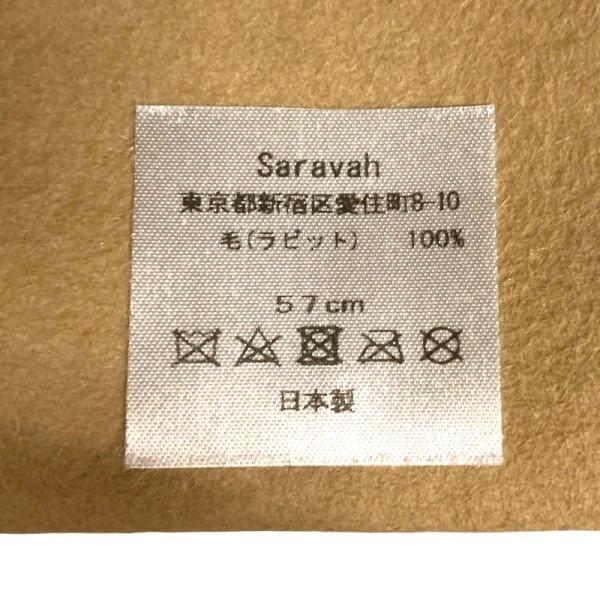 Saravah
東京都新宿区愛住町8-10
毛(ラビット) 100%
57cm
日本製